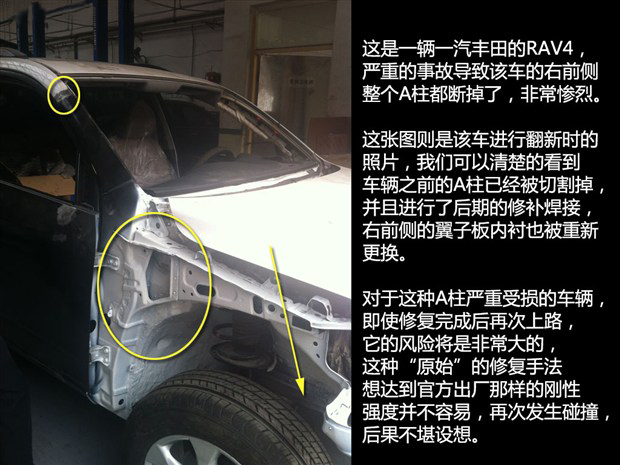 这是一辆一汽丰田的RAV4，
严重的事故导致该车的右前侧
整个A柱都断掉了，非常惨烈。
这张图则是该车进行翻新时的
照片，我们可以清楚的看到
车辆之前的A柱已经被切割掉，
并且进行了后期的修补焊接，
右前侧的翼子板内衬也被重新
更换。
对于这种A柱严重受损的车辆，
即使修复完成后再次上路，
它的风险将是非常大的，
这种“原始”的修复手法
想达到官方出厂那样的刚性
强度并不容易，再次发生碰撞，
后果不堪设想。